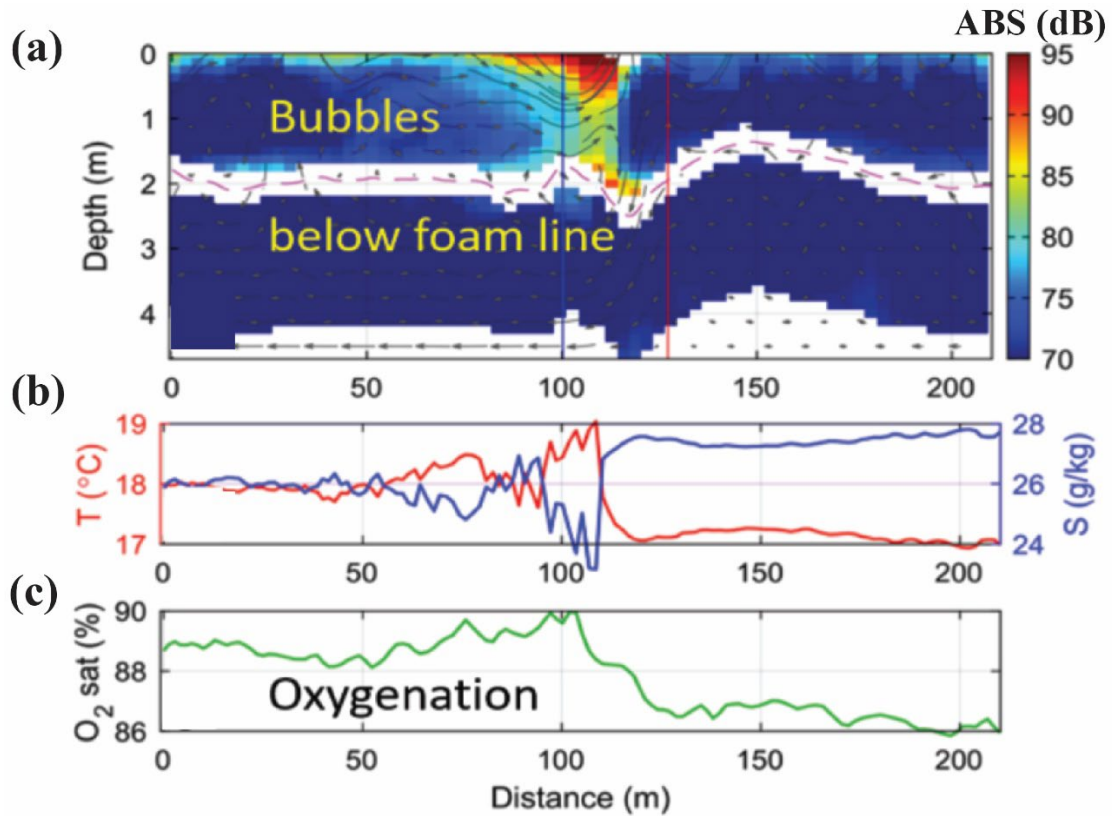 ABS (dB)
(a)
0
1
2
3
4
Depth (m)
Bubbles
below foam line
95
90
85
80
75
70
0
50
100
150
200
(b)
19
18
17
T (°C)
28
26
24
S (g/kg)
0
50
100
150
200
(c)
90
88
86
O₂ sat (%)
Oxygenation
0
50
100
150
200
Distance (m)